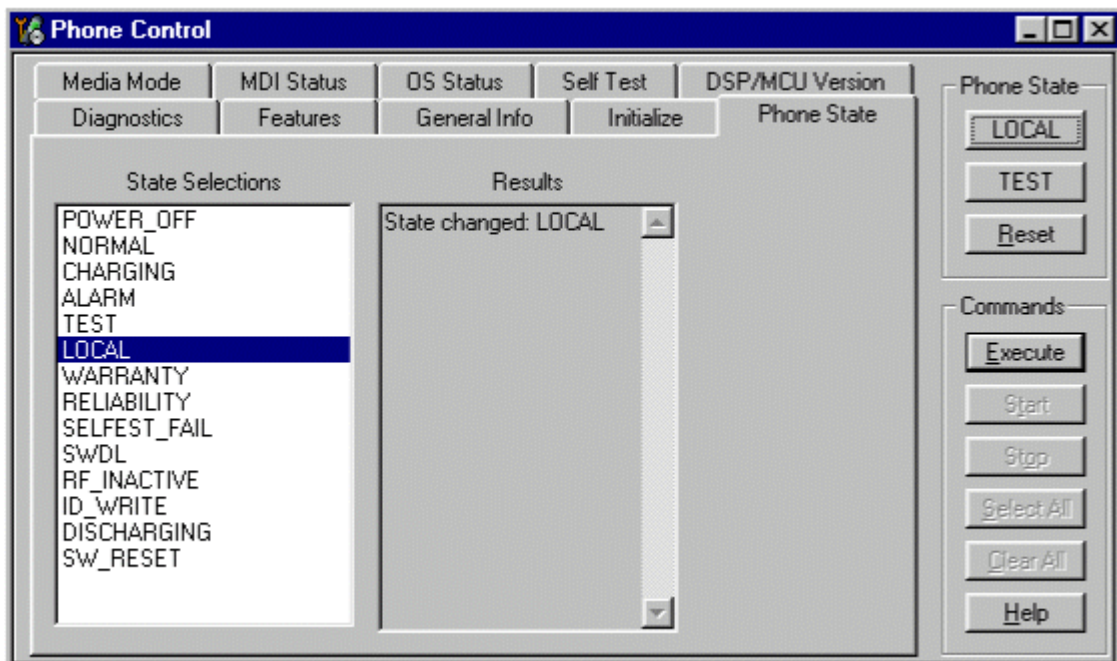 Phone Control
Media Mode
MDI Status
OS Status
Self Test
DSP/MCU Version
Diagnostics
Features
General Info
Initialize
Phone State
State Selections
POWER_OFF
NORMAL
CHARGING
ALARM
TEST
LOCAL
WARRANTY
RELIABILITY
SELFEST_FAIL
SWDL
RF_INACTIVE
ID_WRITE
DISCHARGING
SW_RESET
Results
State changed: LOCAL
Phone State
LOCAL
TEST
Reset
Commands
Execute
Start
Stop
Select All
Clear All
Help